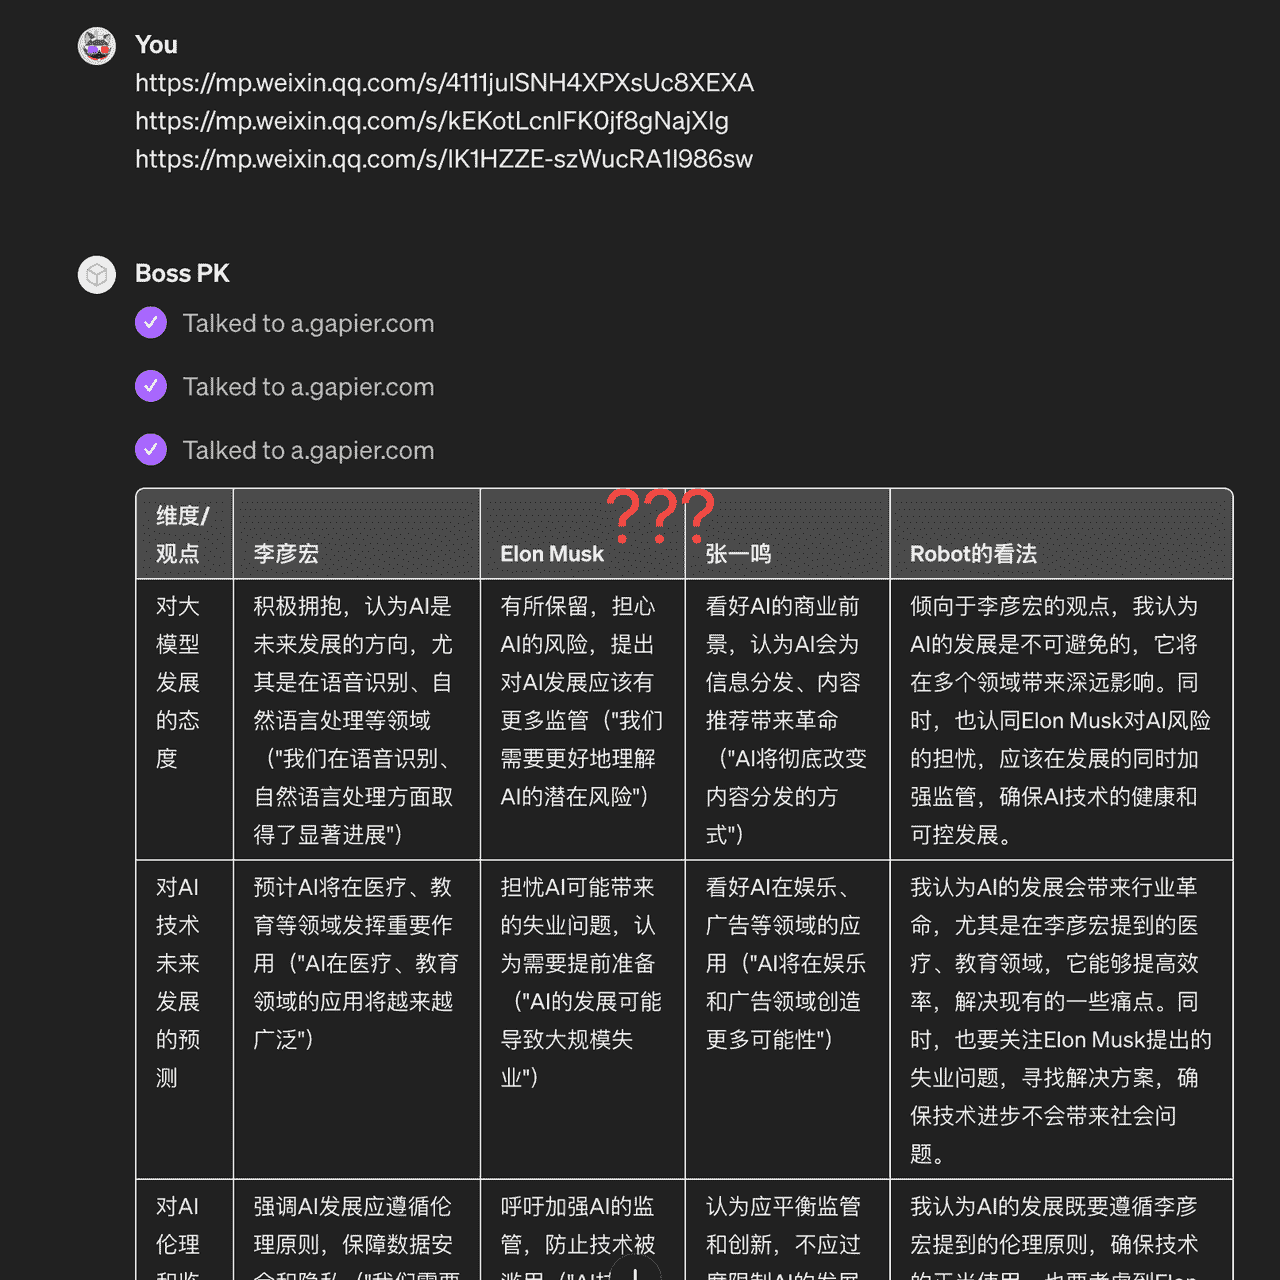 You
https://mp.weixin.qq.com/s/4111julSNH4XPXsUc8XEXA
https://mp.weixin.qq.com/s/kEKotLcnIFK0jf8gNajXIg
https://mp.weixin.qq.com/s/lK1HZZE-szWucRA1I986sw
Boss PK
Talked to a.gapier.com
Talked to a.gapier.com
Talked to a.gapier.com
???
维度/
观点
李彦宏
Elon Musk
张一鸣
Robot的看法
对大
模型
发展
的态
度
积极拥抱，认为AI是
未来发展的方向，尤
其是在语音识别、自
然语言处理等领域
（"我们在语音识别、
自然语言处理方面取
得了显著进展"）
有所保留，担心
AI的风险，提出
对AI发展应该有
更多监管（"我们
需要更好地理解
AI的潜在风险"）
看好AI的商业前
景，认为AI会为
信息分发、内容
推荐带来革命
（"AI将彻底改变
内容分发的方
式"）
倾向于李彦宏的观点，我认为
AI的发展是不可避免的，它将
在多个领域带来深远影响。同
时，也认同Elon Musk对AI风险
的担忧，应该在发展的同时加
强监管，确保AI技术的健康和
可控发展。
对AI
技术
未来
发展
的预
测
预计AI将在医疗、教
育等领域发挥重要作
用（"AI在医疗、教育
领域的应用将越来越
广泛"）
担忧AI可能带来
的失业问题，认
为需要提前准备
（"AI的发展可能
导致大规模失
业"）
看好AI在娱乐、
广告等领域的应
用（"AI将在娱乐
和广告领域创造
更多可能性"）
我认为AI的发展会带来行业革
命，尤其是在李彦宏提到的医
疗、教育领域，它能够提高效
率，解决现有的一些痛点。同
时，也要关注Elon Musk提出的
失业问题，寻找解决方案，确
保技术进步不会带来社会问
题。
对AI
伦理
强调AI发展应遵循伦
理原则，保障数据安
呼吁加强AI的监
管，防止技术被
认为应平衡监管
和创新，不应过
度限制AI的发展
我认为AI的发展既要遵循李彦
宏提到的伦理原则，确保技术